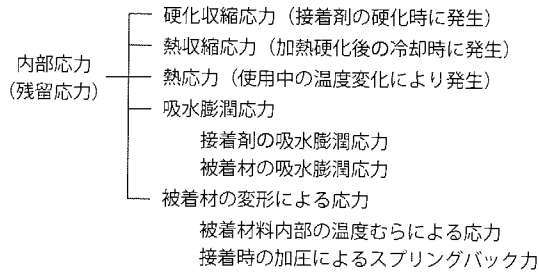 硬化収縮応力（接着剤の硬化時に発生）
熱収縮応力（加熱硬化後の冷却時に発生）
内部応力
（残留応力）
熱応力（使用中の温度変化により発生）
吸水膨潤応力
接着剤の吸水膨潤応力
被着材の吸水膨潤応力
被着材の変形による応力
被着材料内部の温度むらによる応力
接着時の加圧によるスプリングバック力